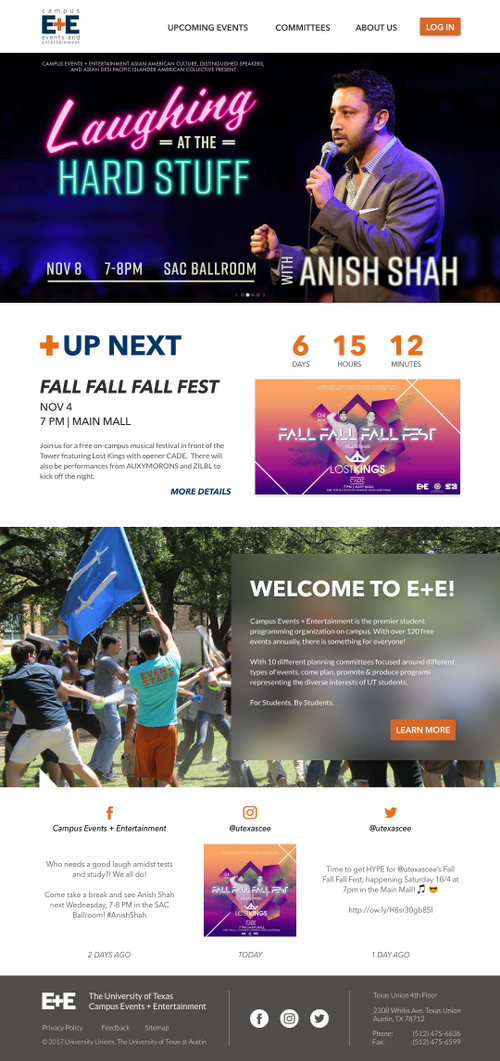 campus
E+E
events and
entertainment
UPCOMING EVENTS
COMMITTEES
ABOUT US
LOG IN
CAMPUS EVENTS + ENTERTAINMENT ASIAN AMERICAN CULTURE, DISTINGUISHED SPEAKERS,
AND ASIAN DESI PACIFIC ISLANDER AMERICAN COLLECTIVE PRESENT
Laughing
AT THE
HARD STUFF
NOV 8 7-8PM SAC BALLROOM
WITH ANISH SHAH
+UP NEXT
6 15 12
DAYS HOURS MINUTES
FALL FALL FALL FEST
NOV 4
7 PM | MAIN MALL
Join us for a free on-campus musical festival in front of the
Tower featuring Lost Kings with opener CADE. There will
also be performances from AUXYMORONS and ZILBL to
kick off the night.
MORE DETAILS
FALL FALL FALL FEST
LOSTKINGS
CADE
7PM | MAIN MALL
E+E
EVENT
STAFF
WELCOME TO E+E!
Campus Events + Entertainment is the premier student
programming organization on campus. With over 120 free
events annually, there is something for everyone!
With 10 different planning committees focused around different
types of events, come plan, promote & produce programs
representing the diverse interests of UT students.
For Students. By Students.
LEARN MORE
Campus Events + Entertainment
@utexascee
@utexascee
Who needs a good laugh amidst tests
and study?! We all do!
Come take a break and see Anish Shah
next Wednesday, 7-8 PM in the SAC
Ballroom! #AnishShah
FALL FALL FALL FEST
LOSTKINGS
Time to get HYPE for @utexascee's Fall
Fall Fall Fest, happening Saturday 10/4 at
7pm in the Main Mall! 🎵 😎
http://ow.ly/H8sr30gb8Sl
2 DAYS AGO
TODAY
1 DAY AGO
E+E
The University of Texas
Campus Events + Entertainment
Privacy Policy Feedback Sitemap
© 2017 University Unions, The University of Texas at Austin
Texas Union 4th Floor
2308 Whitis Ave, Texas Union
Austin, TX 78712
Phone: (512) 475-6636
Fax: (512) 475-6599